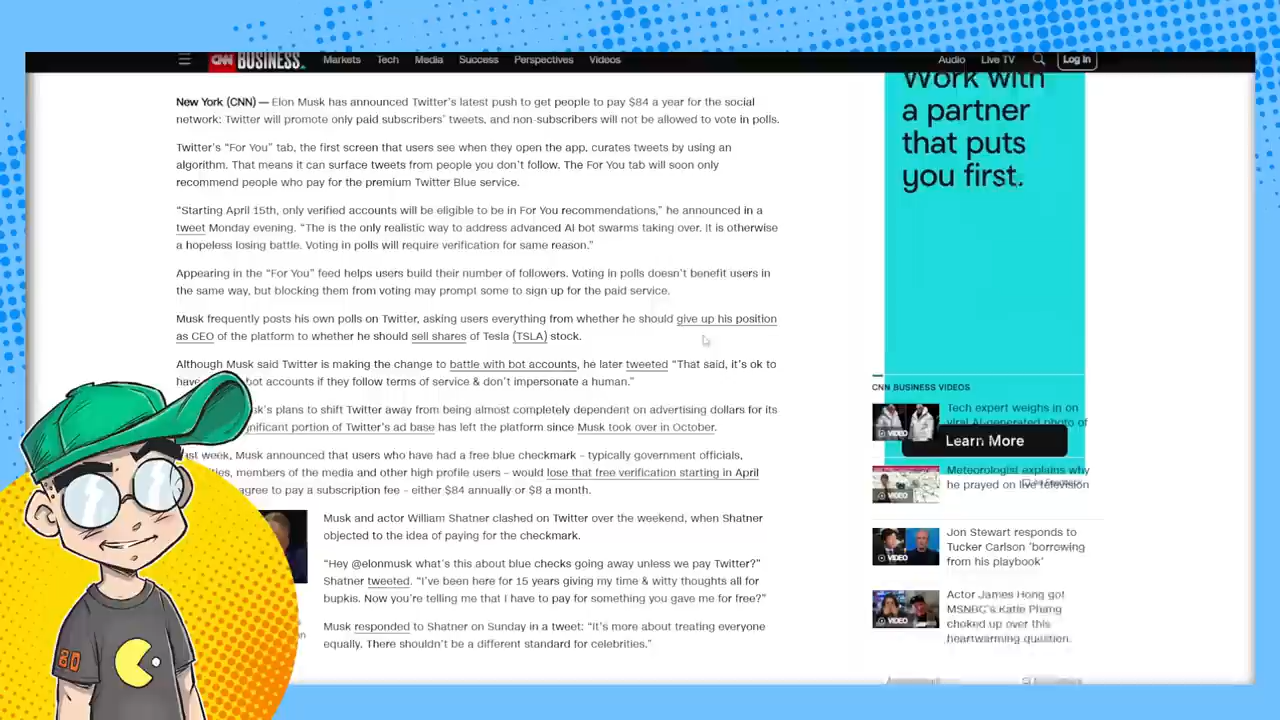 CNN BUSINESS
Markets Tech Media Success Perspectives Videos
Audio Live TV Log In
New York (CNN) — Elon Musk has announced Twitter's latest push to get people to pay $84 a year for the social
network: Twitter will promote only paid subscribers' tweets, and non-subscribers will not be allowed to vote in polls.
Twitter's "For You" tab, the first screen that users see when they open the app, curates tweets by using an
algorithm. That means it can surface tweets from people you don't follow. The For You tab will soon only
recommend people who pay for the premium Twitter Blue service.
"Starting April 15th, only verified accounts will be eligible to be in For You recommendations," he announced in a
tweet Monday evening. "The is the only realistic way to address advanced AI bot swarms taking over. It is otherwise
a hopeless losing battle. Voting in polls will require verification for same reason."
Appearing in the "For You" feed helps users build their number of followers. Voting in polls doesn't benefit users in
the same way, but blocking them from voting may prompt some to sign up for the paid service.
Musk frequently posts his own polls on Twitter, asking users everything from whether he should give up his position
as CEO of the platform to whether he should sell shares of Tesla (TSLA) stock.
Although Musk said Twitter is making the change to battle with bot accounts, he later tweeted "That said, it's ok to
have bot accounts if they follow terms of service & don't impersonate a human."
plans to shift Twitter away from being almost completely dependent on advertising dollars for its
portion of Twitter's ad base has left the platform since Musk took over in October.
week, Musk announced that users who have had a free blue checkmark – typically government officials,
members of the media and other high profile users – would lose that free verification starting in April
agree to pay a subscription fee – either $84 annually or $8 a month.
Musk and actor William Shatner clashed on Twitter over the weekend, when Shatner
objected to the idea of paying for the checkmark.
"Hey @elonmusk what's this about blue checks going away unless we pay Twitter?"
Shatner tweeted. "I've been here for 15 years giving my time & witty thoughts all for
bupkis. Now you're telling me that I have to pay for something you gave me for free?"
Musk responded to Shatner on Sunday in a tweet: "It's more about treating everyone
equally. There shouldn't be a different standard for celebrities."
Work with
a partner
that puts
you first.
CNN BUSINESS VIDEOS
VIDEO
Tech expert weighs in on
viral AI-generated photo of
Learn More
VIDEO
Meteorologist explains why
he prayed on live television
VIDEO
Jon Stewart responds to
Tucker Carlson 'borrowing
from his playbook'
VIDEO
Actor James Hong got
MSNBC's Katie Phang
choked up over this
heartwarming question.
80